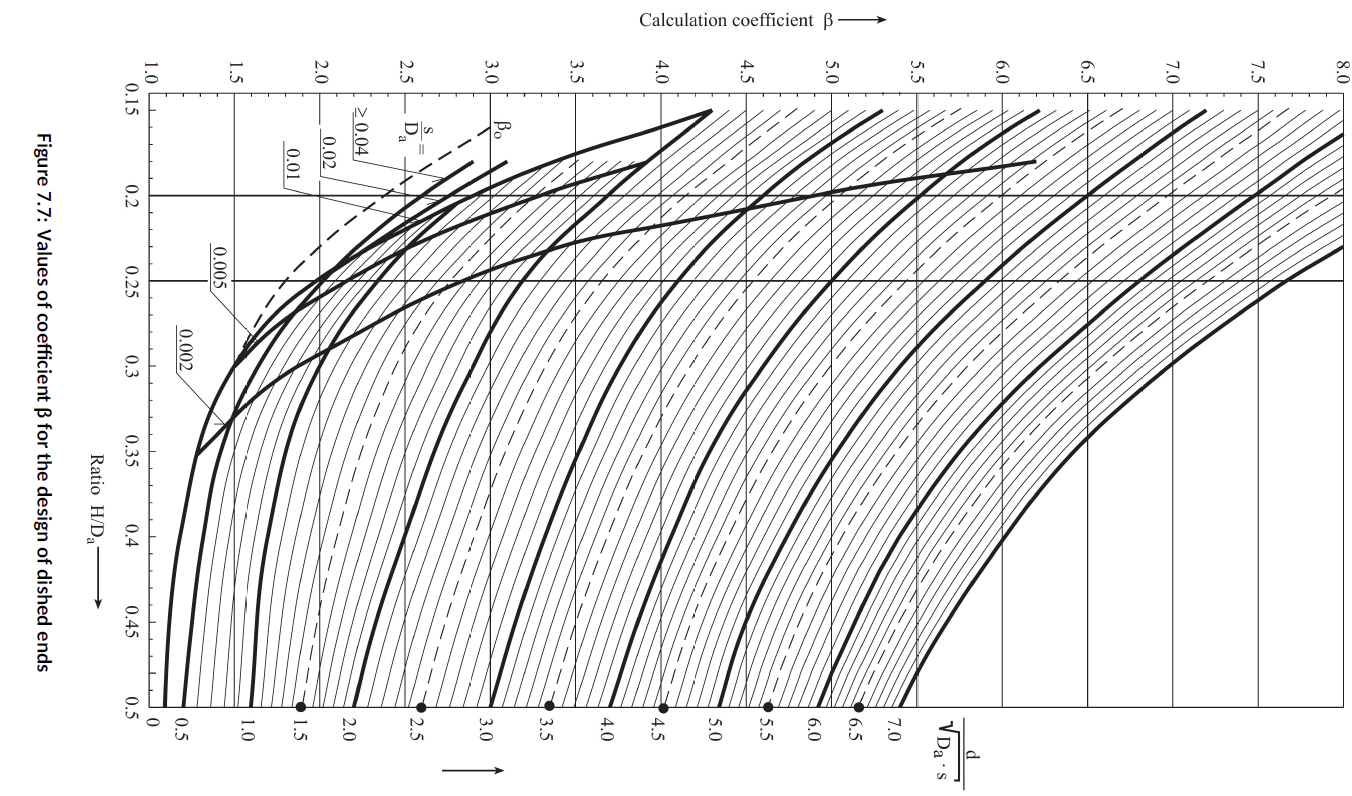 Calculation coefficient β
1.0 1.5 2.0 2.5 3.0 3.5 4.0 4.5 5.0 5.5 6.0 6.5 7.0 7.5 8.0
0.15
0.2
0.25
0.3
0.35
0.4
0.45
0.5
β₀
s/Dₐ =
≥ 0.04
0.02
0.01
0.005
0.002
Ratio H/Dₐ
0 0.5 1.0 1.5 2.0 2.5 3.0 3.5 4.0 4.5 5.0 5.5 6.0 6.5 7.0
d/√Dₐ · s
Figure 7.7: Values of coefficient β for the design of dished ends